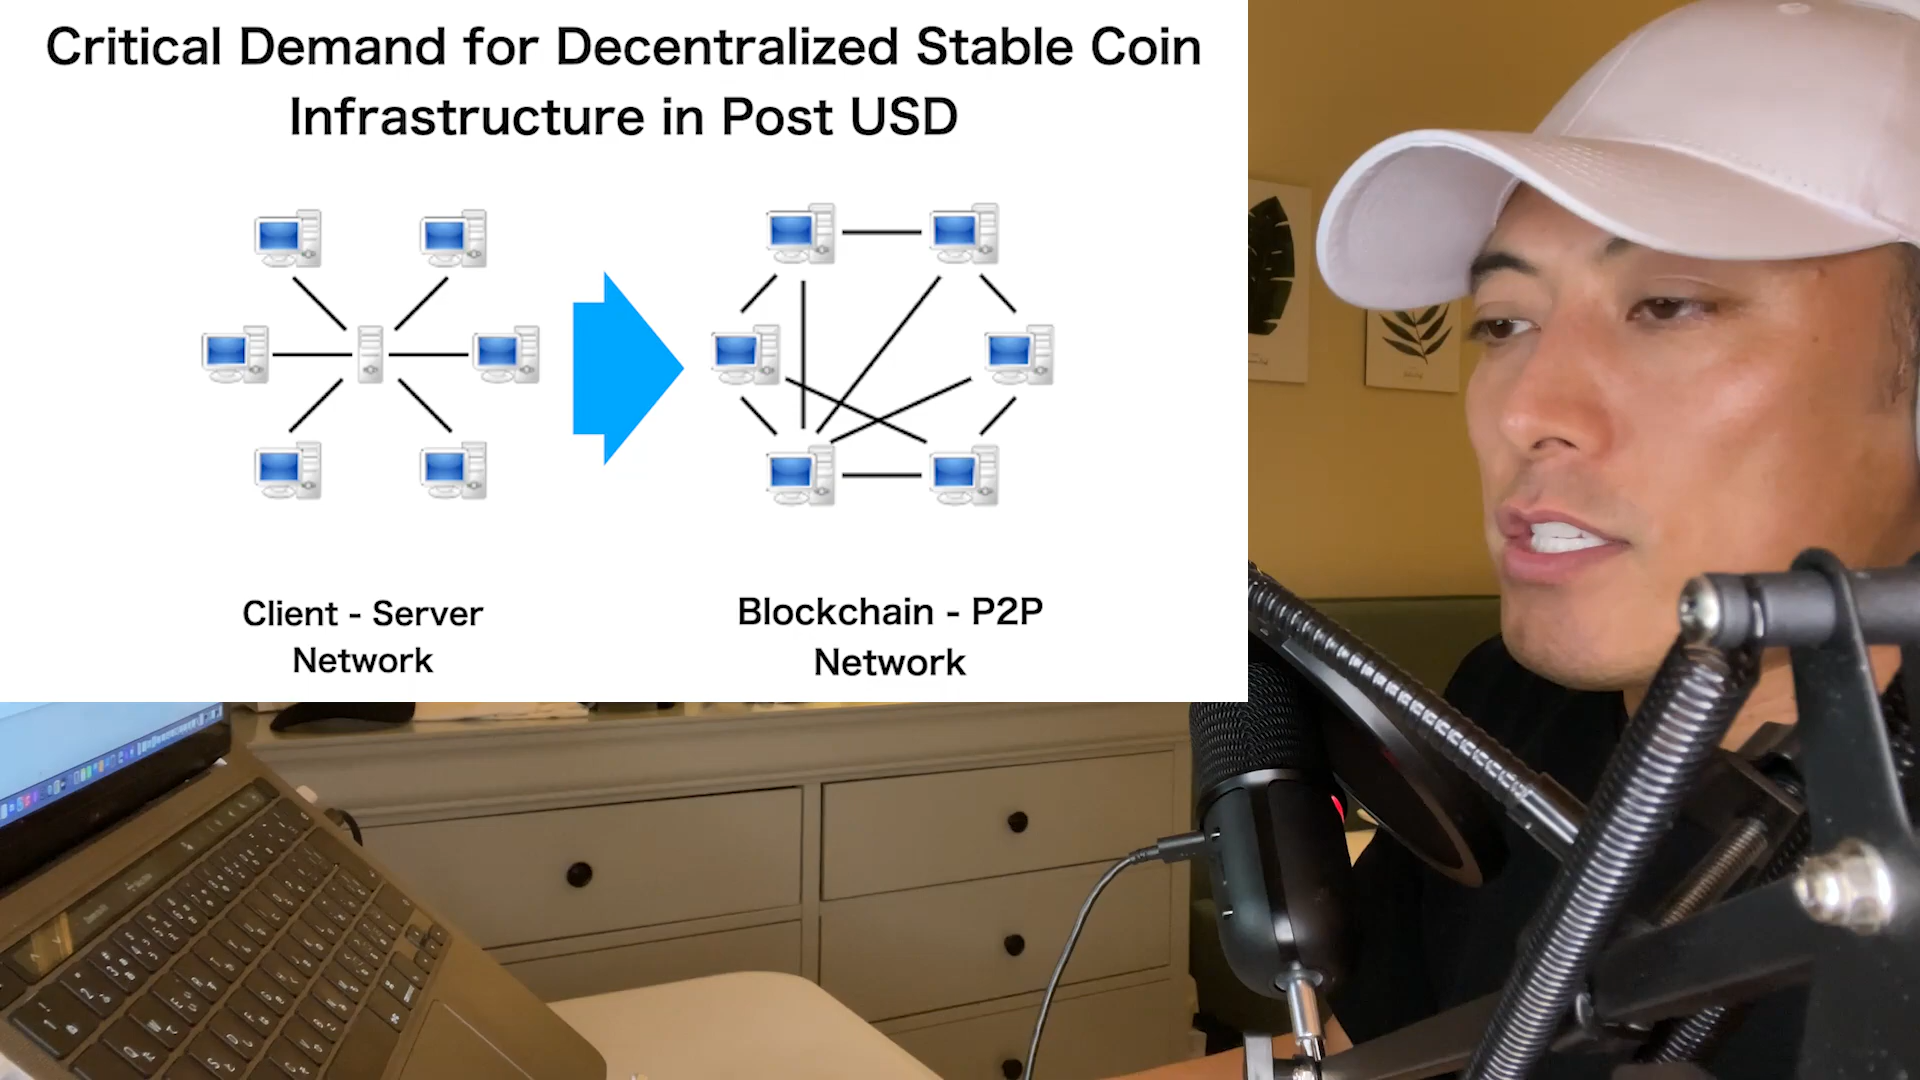 Critical Demand for Decentralized Stable Coin
Infrastructure in Post USD
Client - Server
Network
Blockchain - P2P
Network